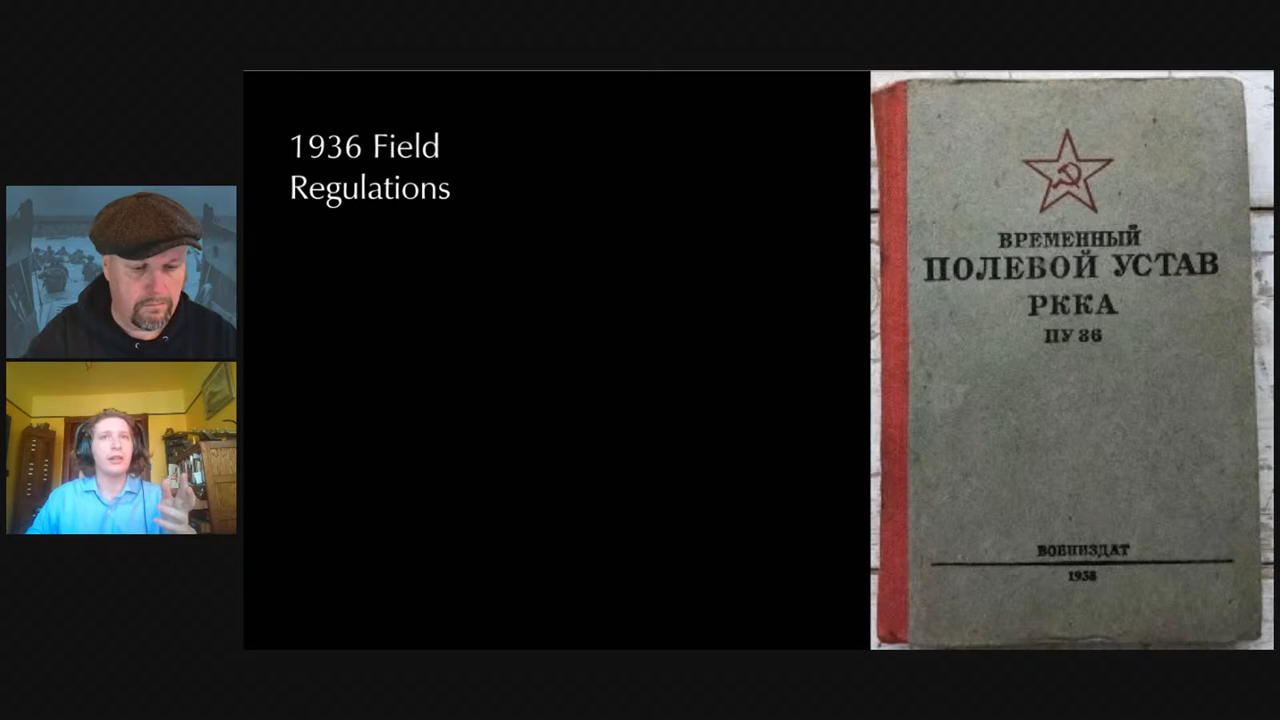 1936 Field
Regulations
ВРЕМЕННЫЙ
ПОЛЕВОЙ УСТАВ
РККА
ПУ 36
ВОЕНИЗДАТ
1938